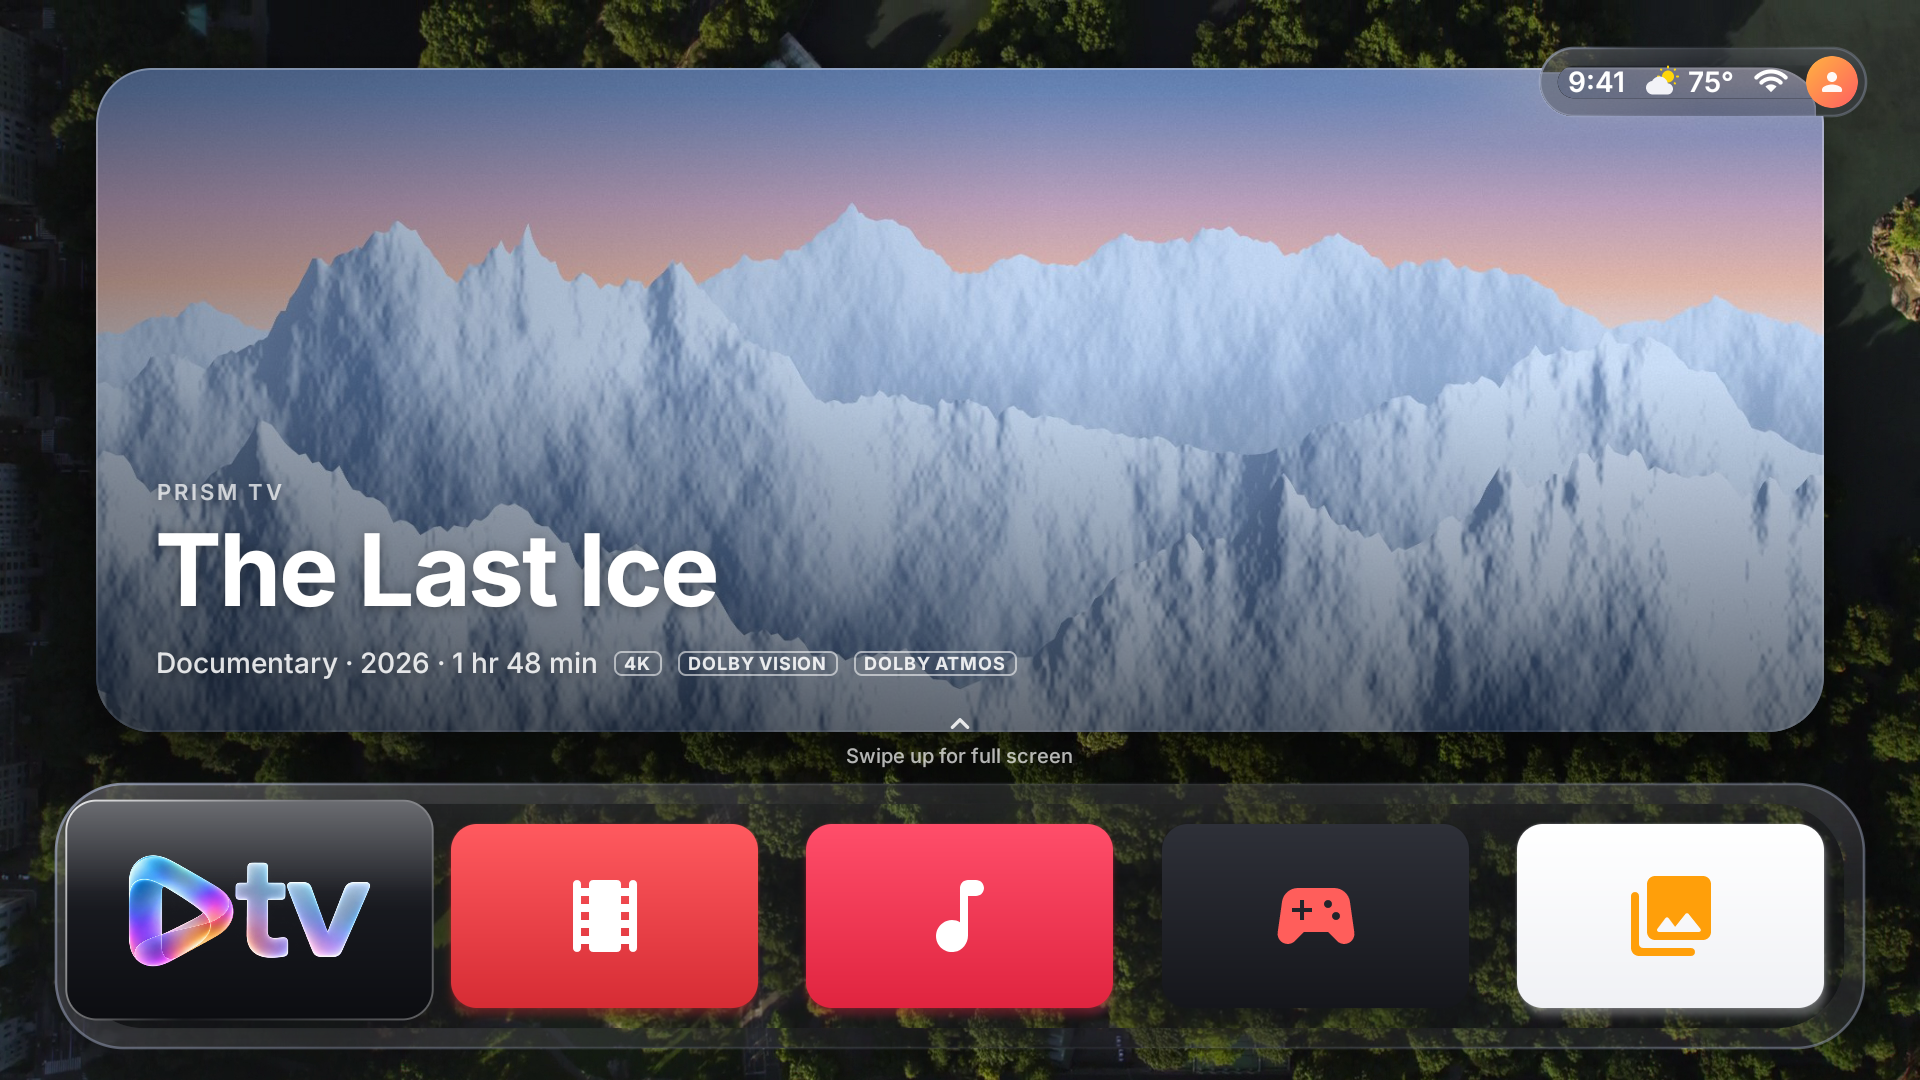 9:41 75°
PRISM TV
The Last Ice
Documentary · 2026 · 1 hr 48 min 4K DOLBY VISION DOLBY ATMOS
Swipe up for full screen
tv